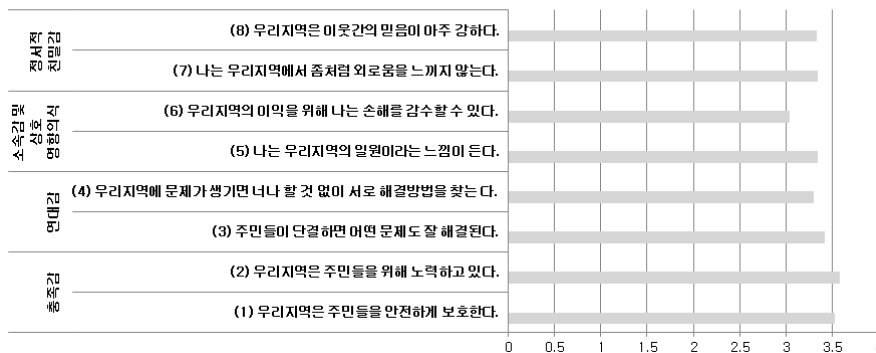 정서적
친밀감
(8) 우리지역은 이웃간의 믿음이 아주 강하다.
(7) 나는 우리지역에서 좀처럼 외로움을 느끼지 않는다.
소속감 및
상호
영향의식
(6) 우리지역의 이익을 위해 나는 손해를 감수할 수 있다.
(5) 나는 우리지역의 일원이라는 느낌이 든다.
연대감
(4) 우리지역에 문제가 생기면 너나 할 것 없이 서로 해결방법을 찾는 다.
(3) 주민들이 단결하면 어떤 문제도 잘 해결된다.
충족감
(2) 우리지역은 주민들을 위해 노력하고 있다.
(1) 우리지역은 주민들을 안전하게 보호한다.
0 0.5 1 1.5 2 2.5 3 3.5